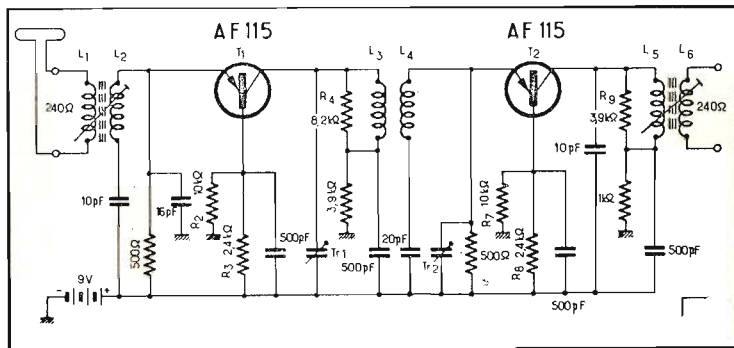 AF 115
AF 115
L1
L2
T1
L3
L4
T2
L5
L6
240Ω
R4
8,2kΩ
R9
3,9kΩ
240Ω
10pF
10pF
16pF
10kΩ
R2
3,9kΩ
10kΩ
R7
1kΩ
500Ω
R3
2,4kΩ
500pF
Tr1
500pF
20pF
Tr2
500Ω
R8
2,4kΩ
500pF
500pF
9V
- +